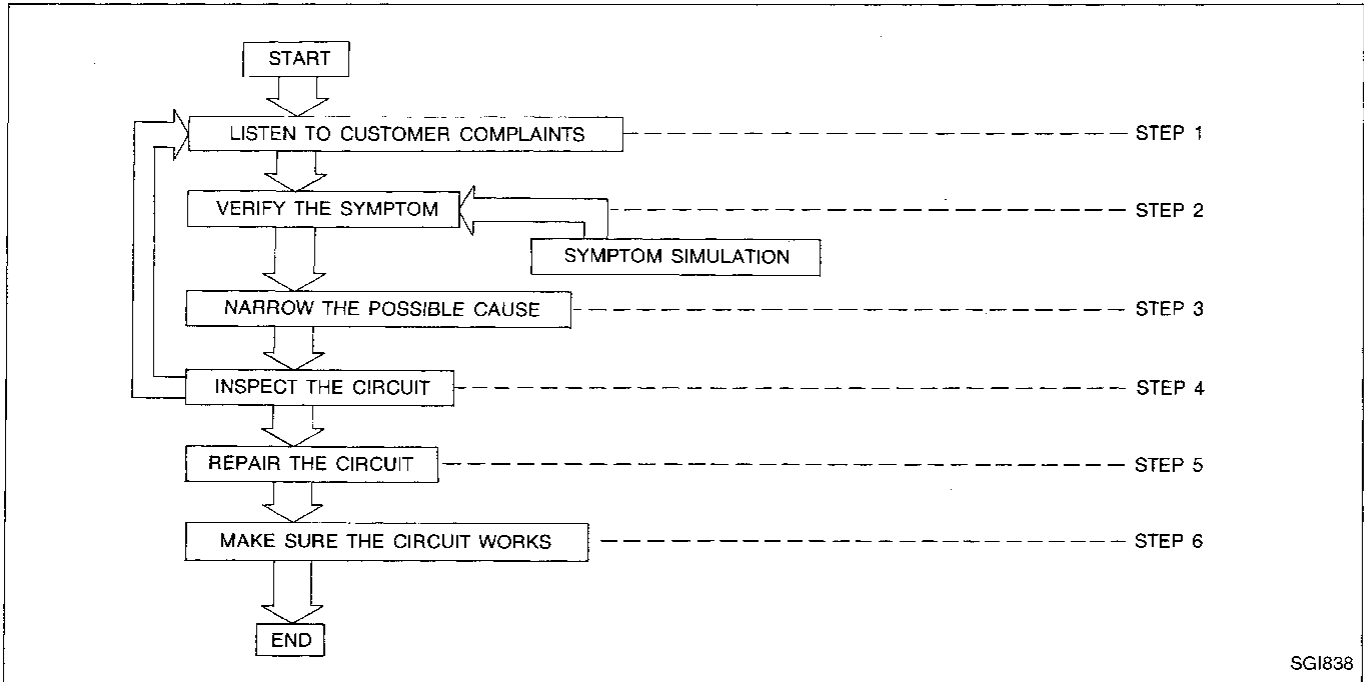 START
LISTEN TO CUSTOMER COMPLAINTS STEP 1
VERIFY THE SYMPTOM STEP 2
SYMPTOM SIMULATION
NARROW THE POSSIBLE CAUSE STEP 3
INSPECT THE CIRCUIT STEP 4
REPAIR THE CIRCUIT STEP 5
MAKE SURE THE CIRCUIT WORKS STEP 6
END
SGI838